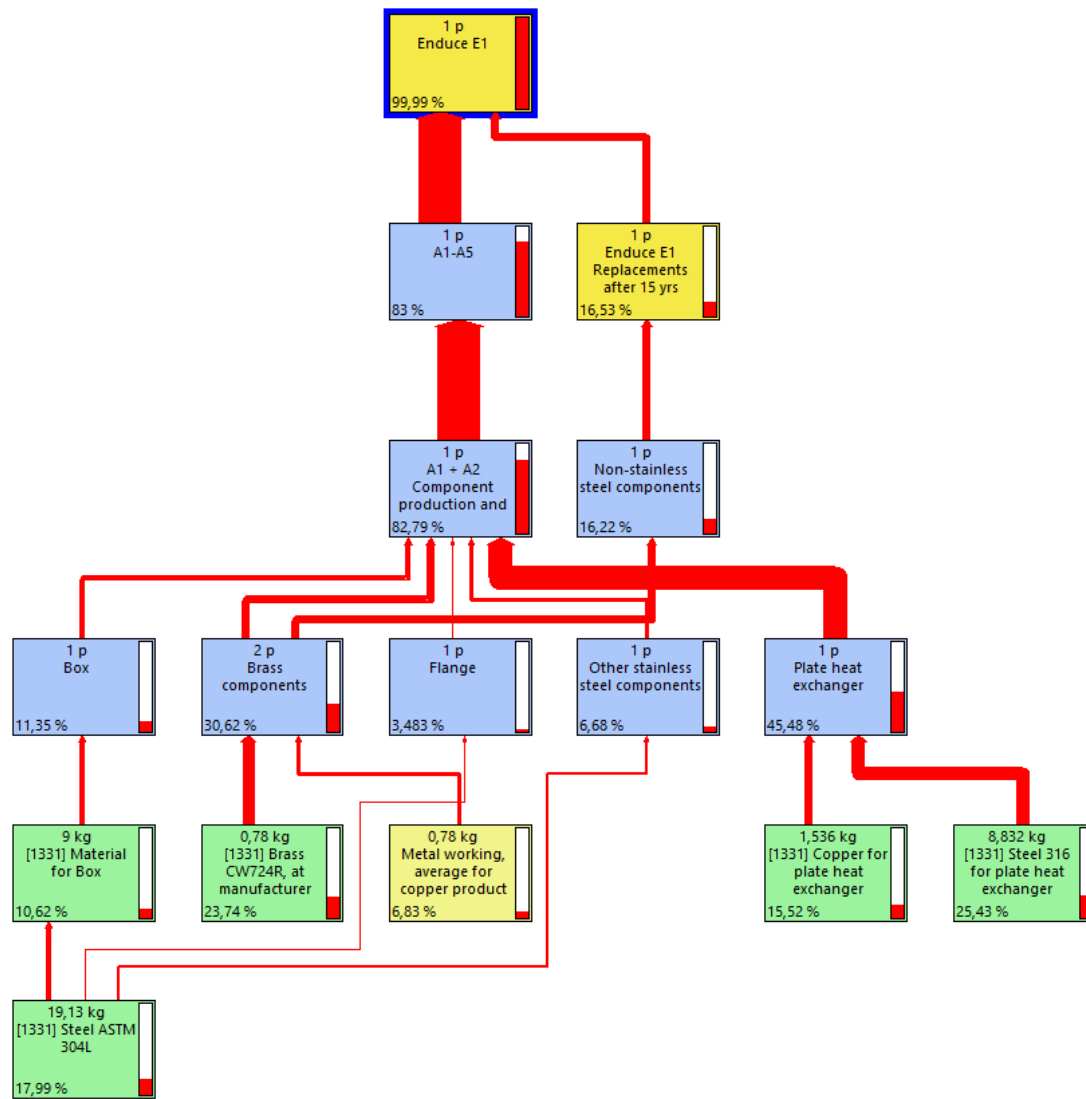 1 p
Enduce E1
99,99 %
1 p
A1-A5
83 %
1 p
Enduce E1
Replacements
after 15 yrs
16,53 %
1 p
A1 + A2
Component
production and
82,79 %
1 p
Non-stainless
steel components
16,22 %
1 p
Box
11,35 %
2 p
Brass
components
30,62 %
1 p
Flange
3,483 %
1 p
Other stainless
steel components
6,68 %
1 p
Plate heat
exchanger
45,48 %
9 kg
[1331] Material
for Box
10,62 %
0,78 kg
[1331] Brass
CW724R, at
manufacturer
23,74 %
0,78 kg
Metal working,
average for
copper product
6,83 %
1,536 kg
[1331] Copper for
plate heat
exchanger
15,52 %
8,832 kg
[1331] Steel 316
for plate heat
exchanger
25,43 %
19,13 kg
[1331] Steel ASTM
304L
17,99 %